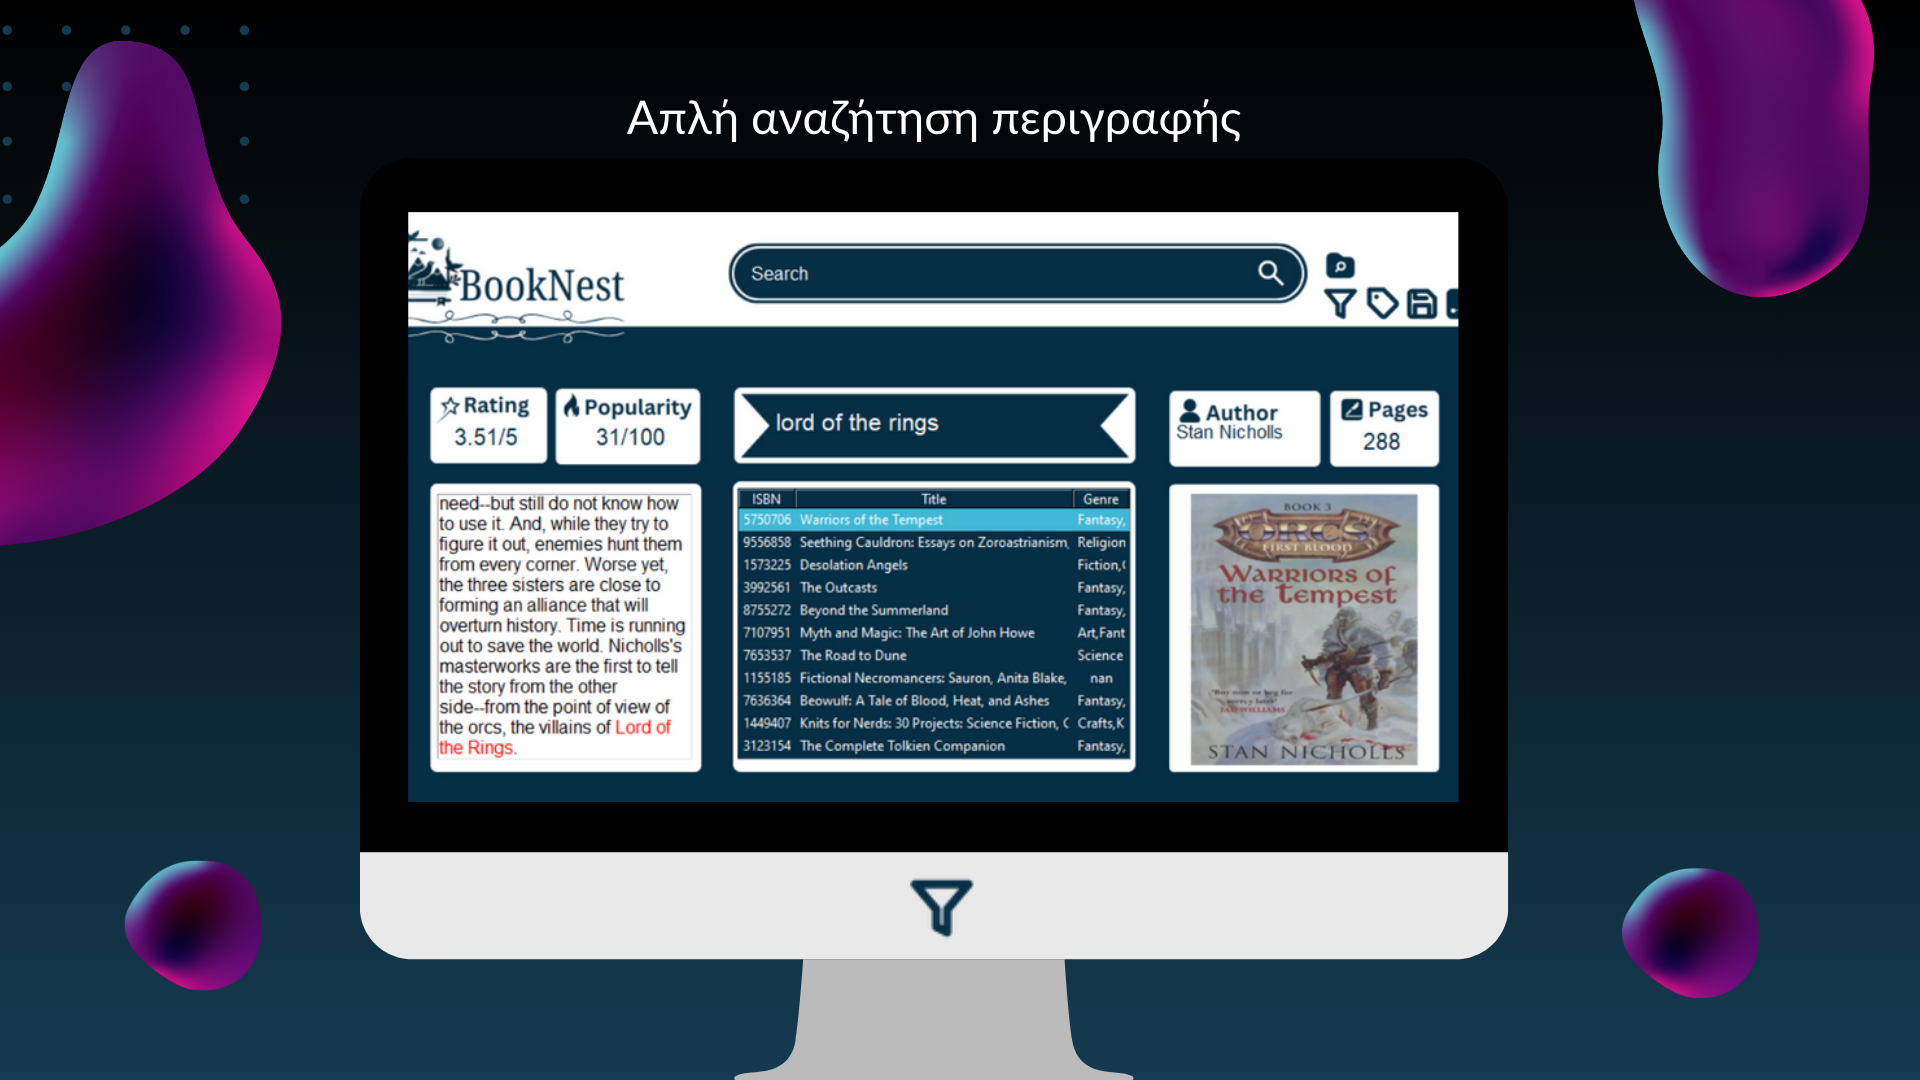 Απλή αναζήτηση περιγραφής
BookNest
Search
Rating
3.51/5
Popularity
31/100
lord of the rings
Author
Stan Nicholls
Pages
288
need--but still do not know how
to use it. And, while they try to
figure it out, enemies hunt them
from every corner. Worse yet,
the three sisters are close to
forming an alliance that will
overturn history. Time is running
out to save the world. Nicholls's
masterworks are the first to tell
the story from the other
side--from the point of view of
the orcs, the villains of Lord of
the Rings.
ISBN Title Genre
5750706 Warriors of the Tempest Fantasy,
9556858 Seething Cauldron: Essays on Zoroastrianism, Religion
1573225 Desolation Angels Fiction,(
3992561 The Outcasts Fantasy,
8755272 Beyond the Summerland Fantasy,
7107951 Myth and Magic: The Art of John Howe Art,Fant
7653537 The Road to Dune Science
1155185 Fictional Necromancers: Sauron, Anita Blake, nan
7636364 Beowulf: A Tale of Blood, Heat, and Ashes Fantasy,
1449407 Knits for Nerds: 30 Projects: Science Fiction, C Crafts,K
3123154 The Complete Tolkien Companion Fantasy,
BOOK 3
ORCS
FIRST BLOOD
WARRIORS OF
the Tempest
"Buy now or beg for
mercy later"
TAD WILLIAMS
STAN NICHOLLS